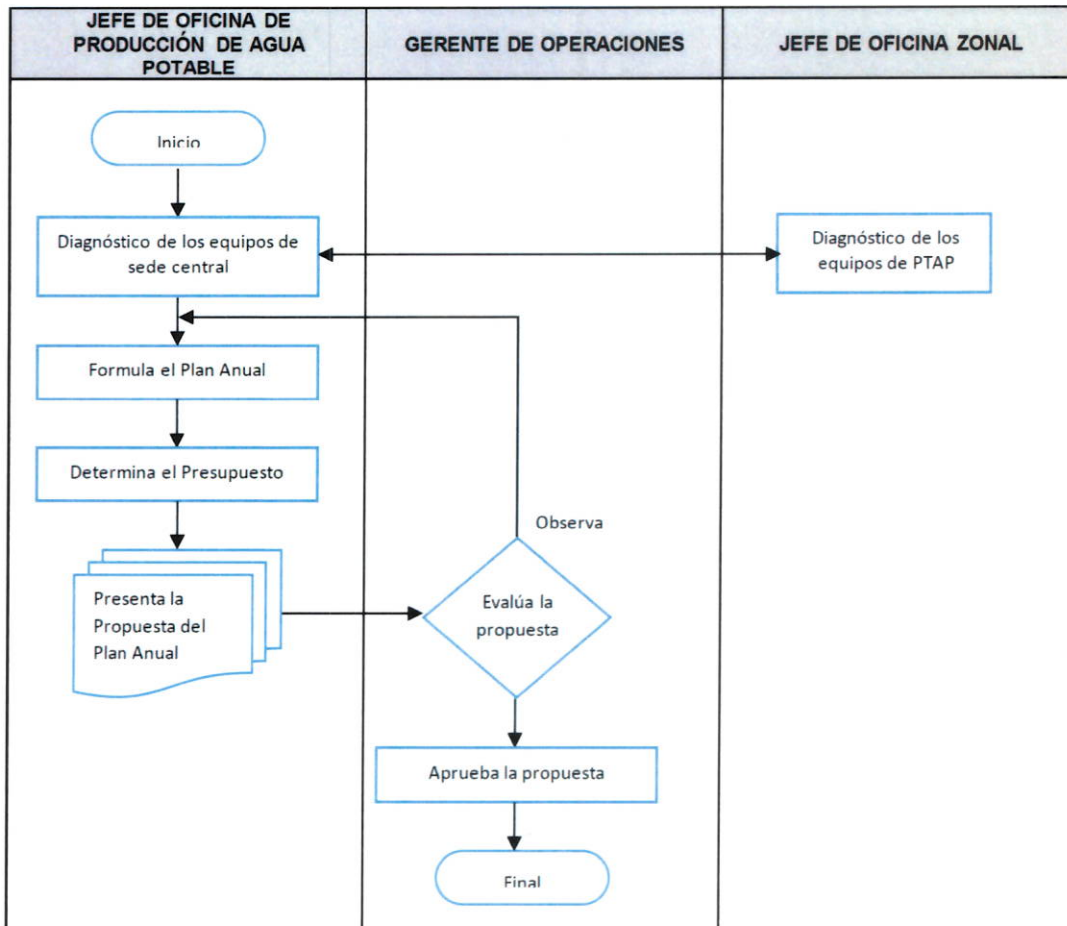 JEFE DE OFICINA DE
PRODUCCIÓN DE AGUA
POTABLE
GERENTE DE OPERACIONES
JEFE DE OFICINA ZONAL
Inicio
Diagnóstico de los equipos de
sede central
Diagnóstico de los
equipos de PTAP
Formula el Plan Anual
Determina el Presupuesto
Observa
Presenta la
Propuesta del
Plan Anual
Evalúa la
propuesta
Aprueba la propuesta
Final